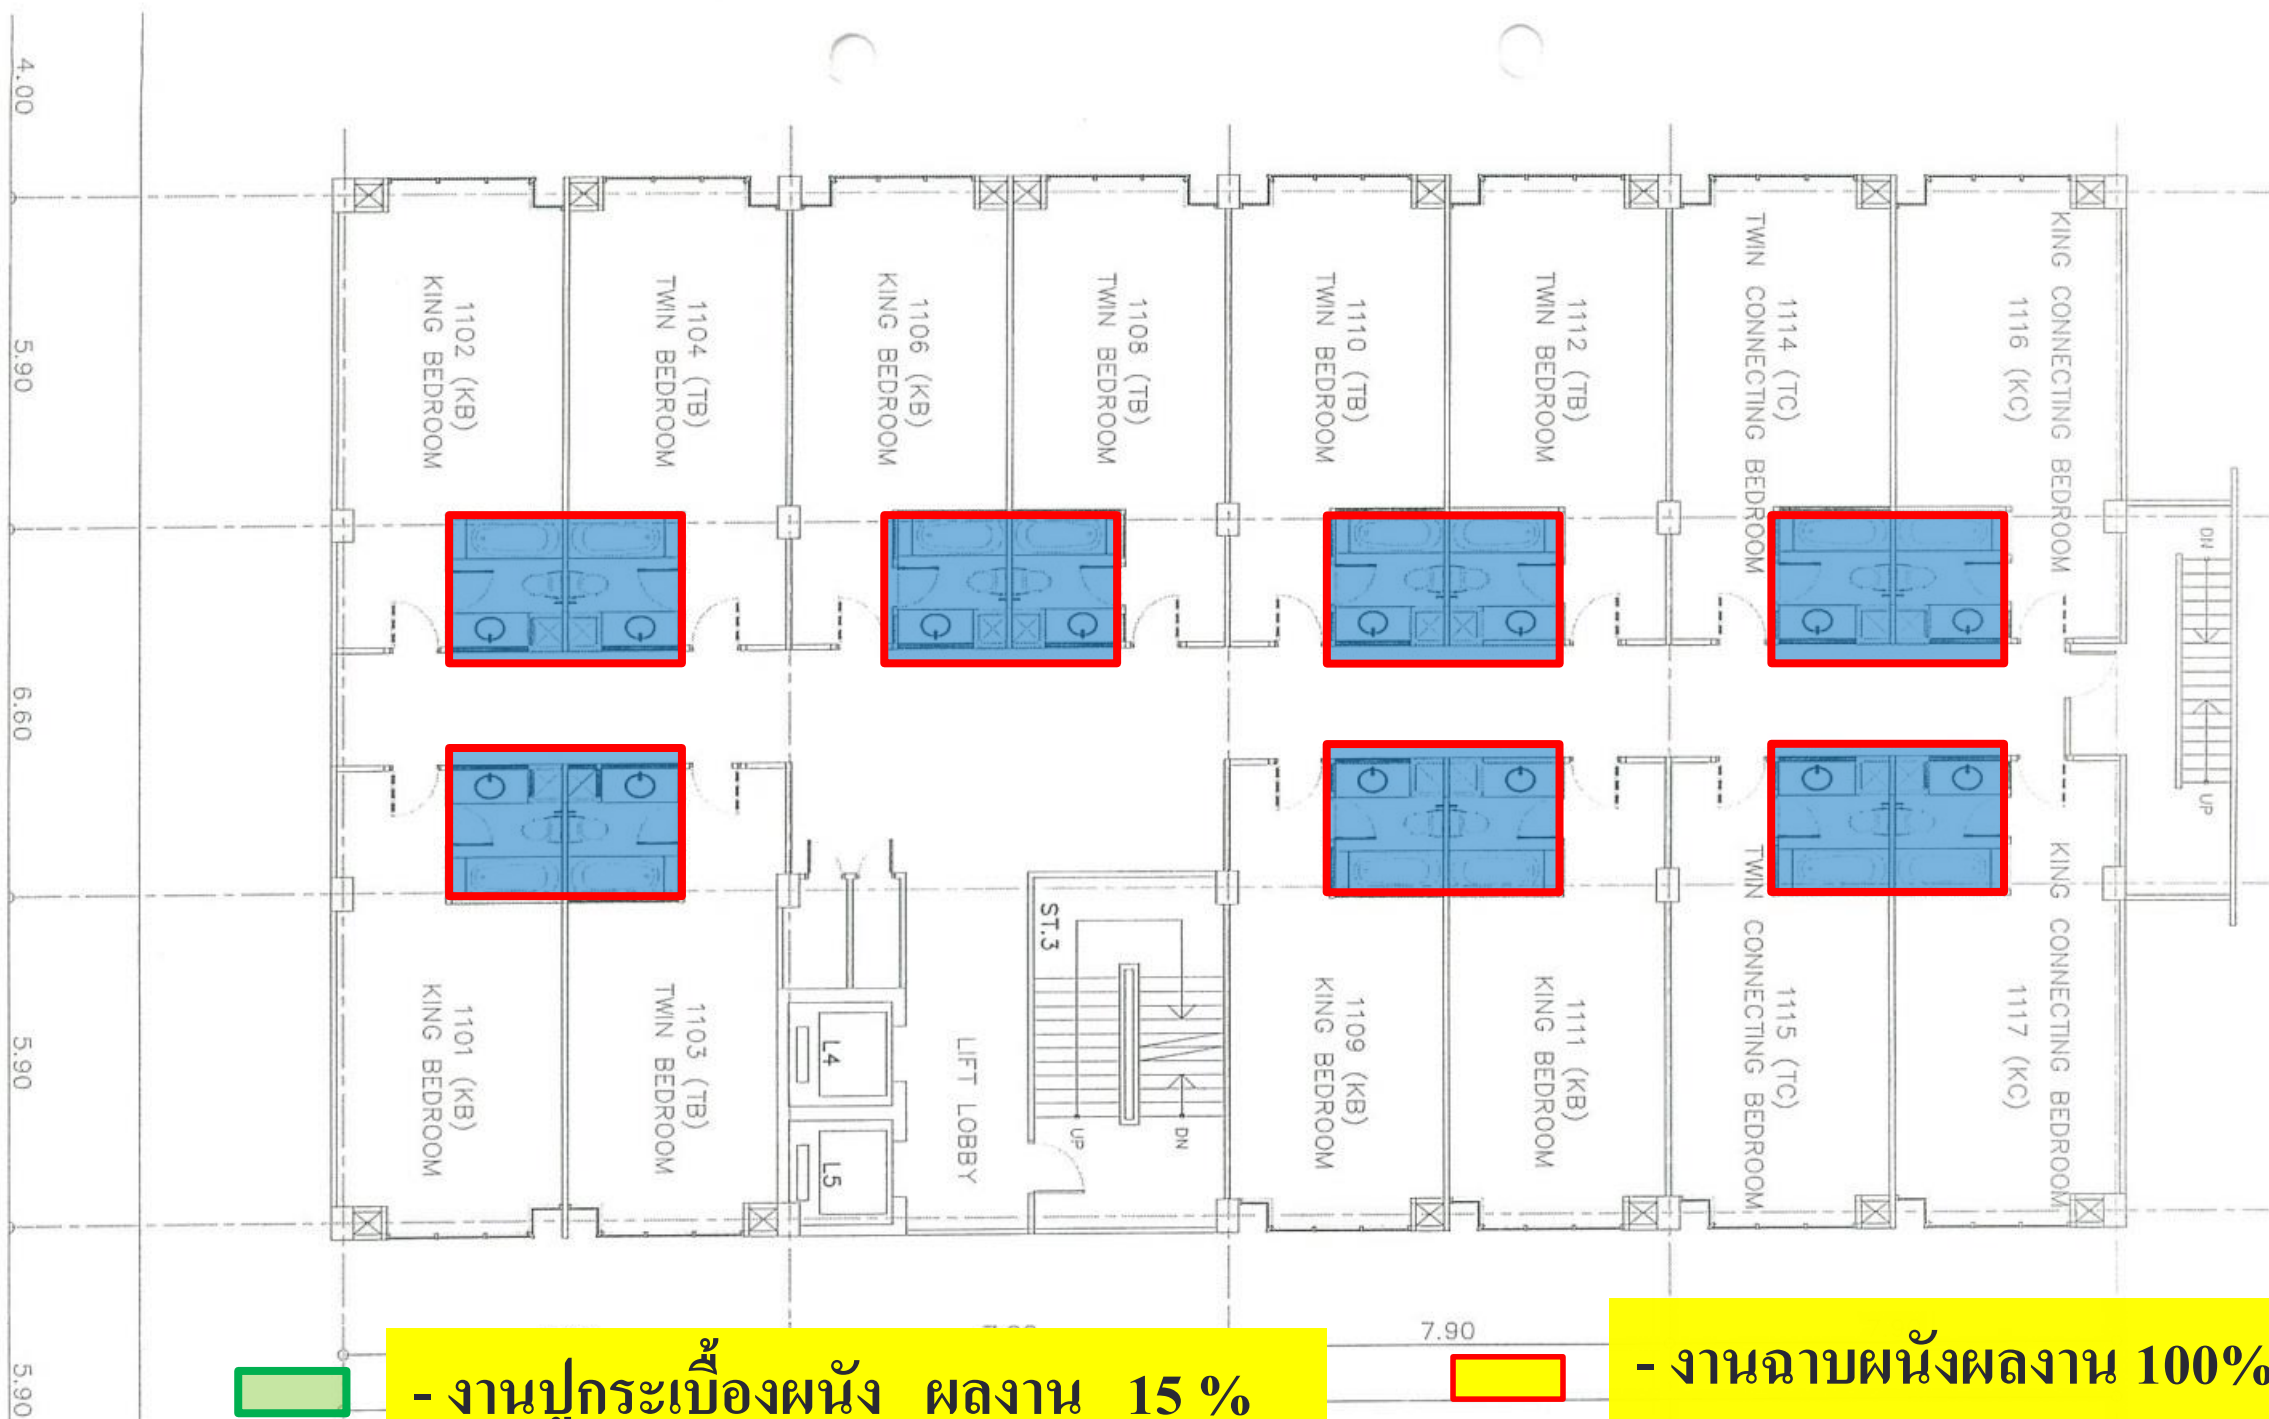 4.00
5.90
6.60
5.90
5.90
1102 (KB)
KING BEDROOM
1104 (TB)
TWIN BEDROOM
1106 (KB)
KING BEDROOM
1108 (TB)
TWIN BEDROOM
1110 (TB)
TWIN BEDROOM
1112 (TB)
TWIN BEDROOM
1114 (TC)
TWIN CONNECTING BEDROOM
KING CONNECTING BEDROOM
1116 (KC)
DN
UP
1101 (KB)
KING BEDROOM
1103 (TB)
TWIN BEDROOM
L4
L5
LIFT LOBBY
ST.3
UP
DN
1109 (KB)
KING BEDROOM
1111 (KB)
KING BEDROOM
1115 (TC)
TWIN CONNECTING BEDROOM
KING CONNECTING BEDROOM
1117 (KC)
7.90
- งานปูกระเบื้องผนัง ผลงาน 15 %
- งานฉาบผนังผลงาน 100%